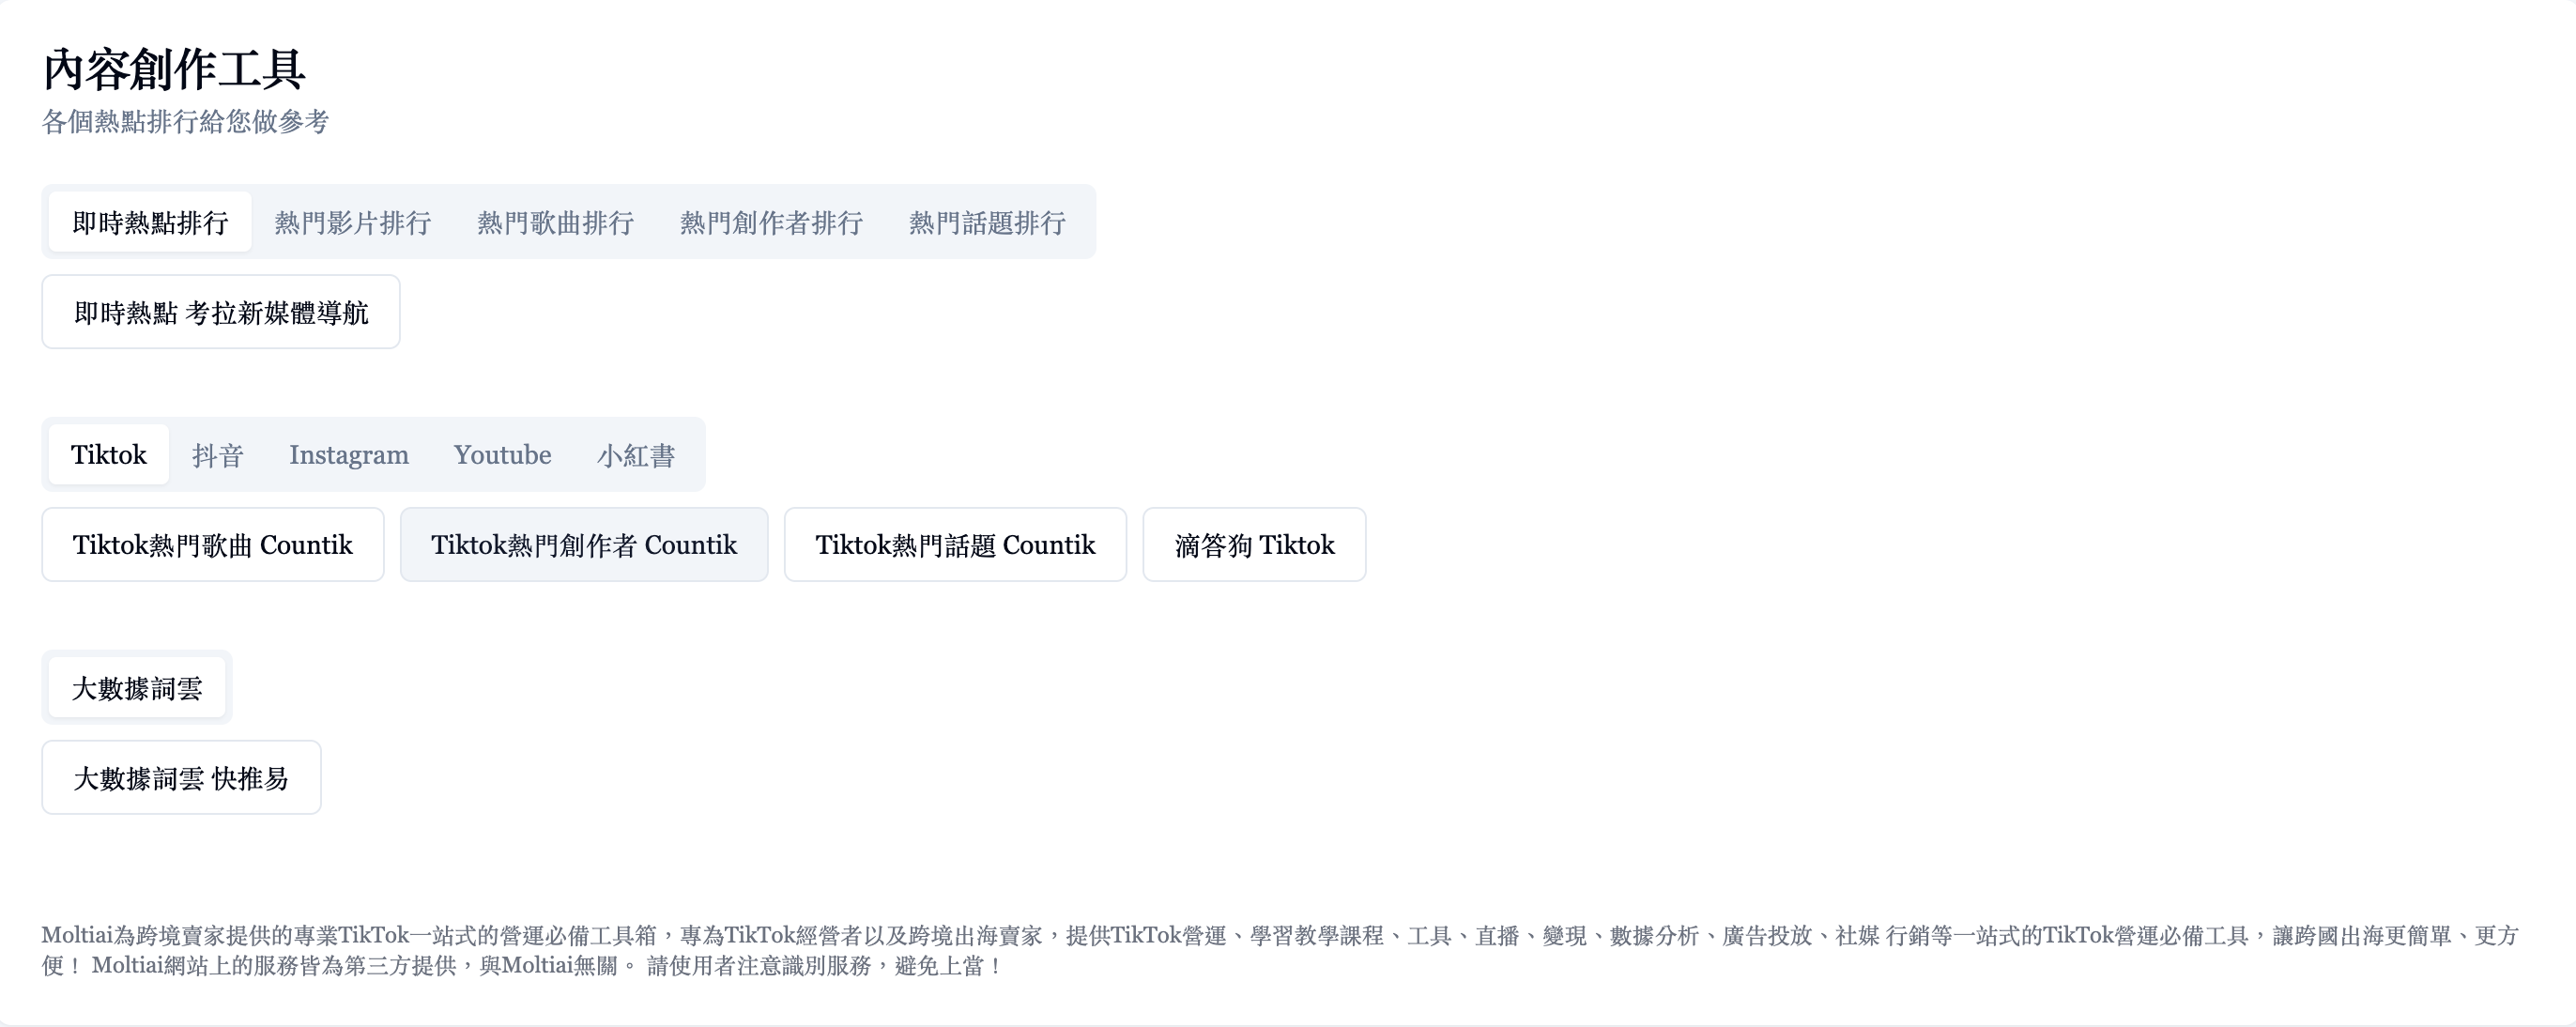 內容創作工具
各個熱點排行給您做參考
即時熱點排行 熱門影片排行 熱門歌曲排行 熱門創作者排行 熱門話題排行
即時熱點 考拉新媒體導航
Tiktok 抖音 Instagram Youtube 小紅書
Tiktok熱門歌曲 Countik Tiktok熱門創作者 Countik Tiktok熱門話題 Countik 滴答狗 Tiktok
大數據詞雲
大數據詞雲 快推易
Moltiai為跨境賣家提供的專業TikTok一站式的營運必備工具箱，專為TikTok經營者以及跨境出海賣家，提供TikTok營運、學習教學課程、工具、直播、變現、數據分析、廣告投放、社媒 行銷等一站式的TikTok營運必備工具，讓跨國出海更簡單、更方
便！ Moltiai網站上的服務皆為第三方提供，與Moltiai無關。 請使用者注意識別服務，避免上當！